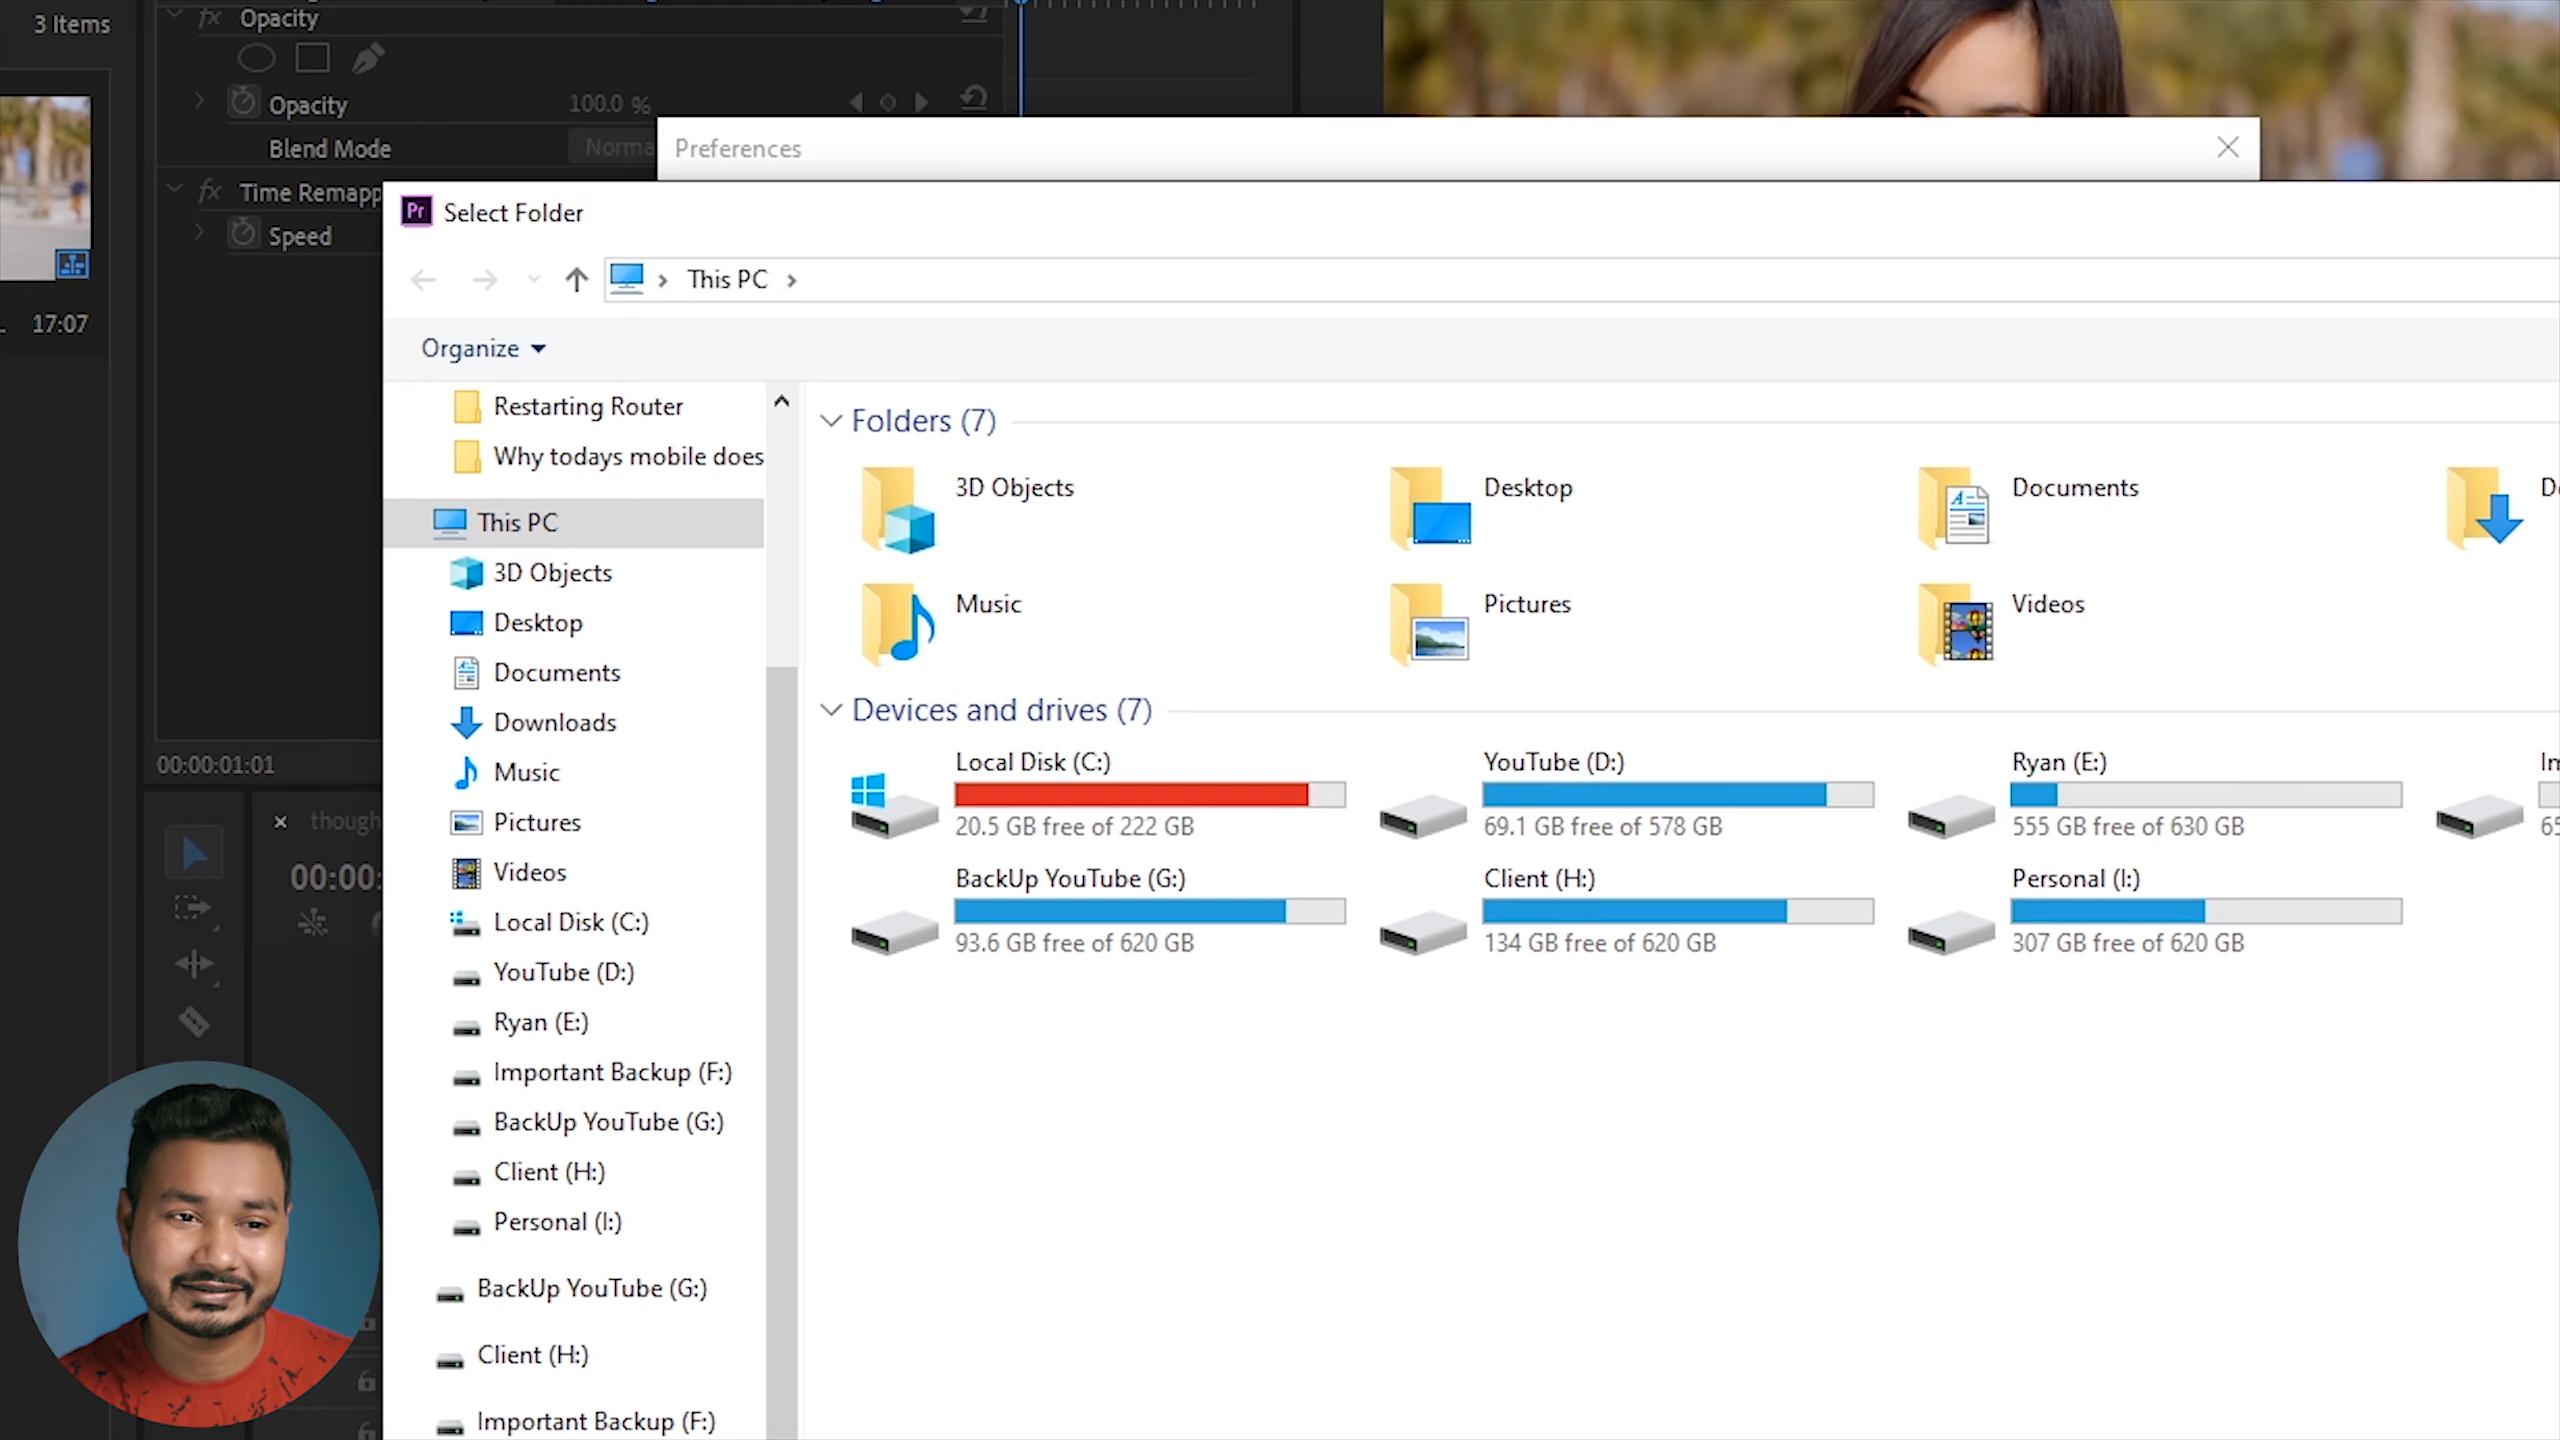 3 Items
fx Opacity
Opacity 100.0 %
Blend Mode Norma
fx Time Remapp
Speed
17:07
00:00:01:01
× though
00:00:
Preferences
Pr Select Folder
This PC
Organize
Restarting Router
Why todays mobile does
This PC
3D Objects
Desktop
Documents
Downloads
Music
Pictures
Videos
Local Disk (C:)
YouTube (D:)
Ryan (E:)
Important Backup (F:)
BackUp YouTube (G:)
Client (H:)
Personal (I:)
BackUp YouTube (G:)
Client (H:)
Important Backup (F:)
Folders (7)
3D Objects
Desktop
Documents
Music
Pictures
Videos
Devices and drives (7)
Local Disk (C:)
20.5 GB free of 222 GB
YouTube (D:)
69.1 GB free of 578 GB
Ryan (E:)
555 GB free of 630 GB
BackUp YouTube (G:)
93.6 GB free of 620 GB
Client (H:)
134 GB free of 620 GB
Personal (I:)
307 GB free of 620 GB